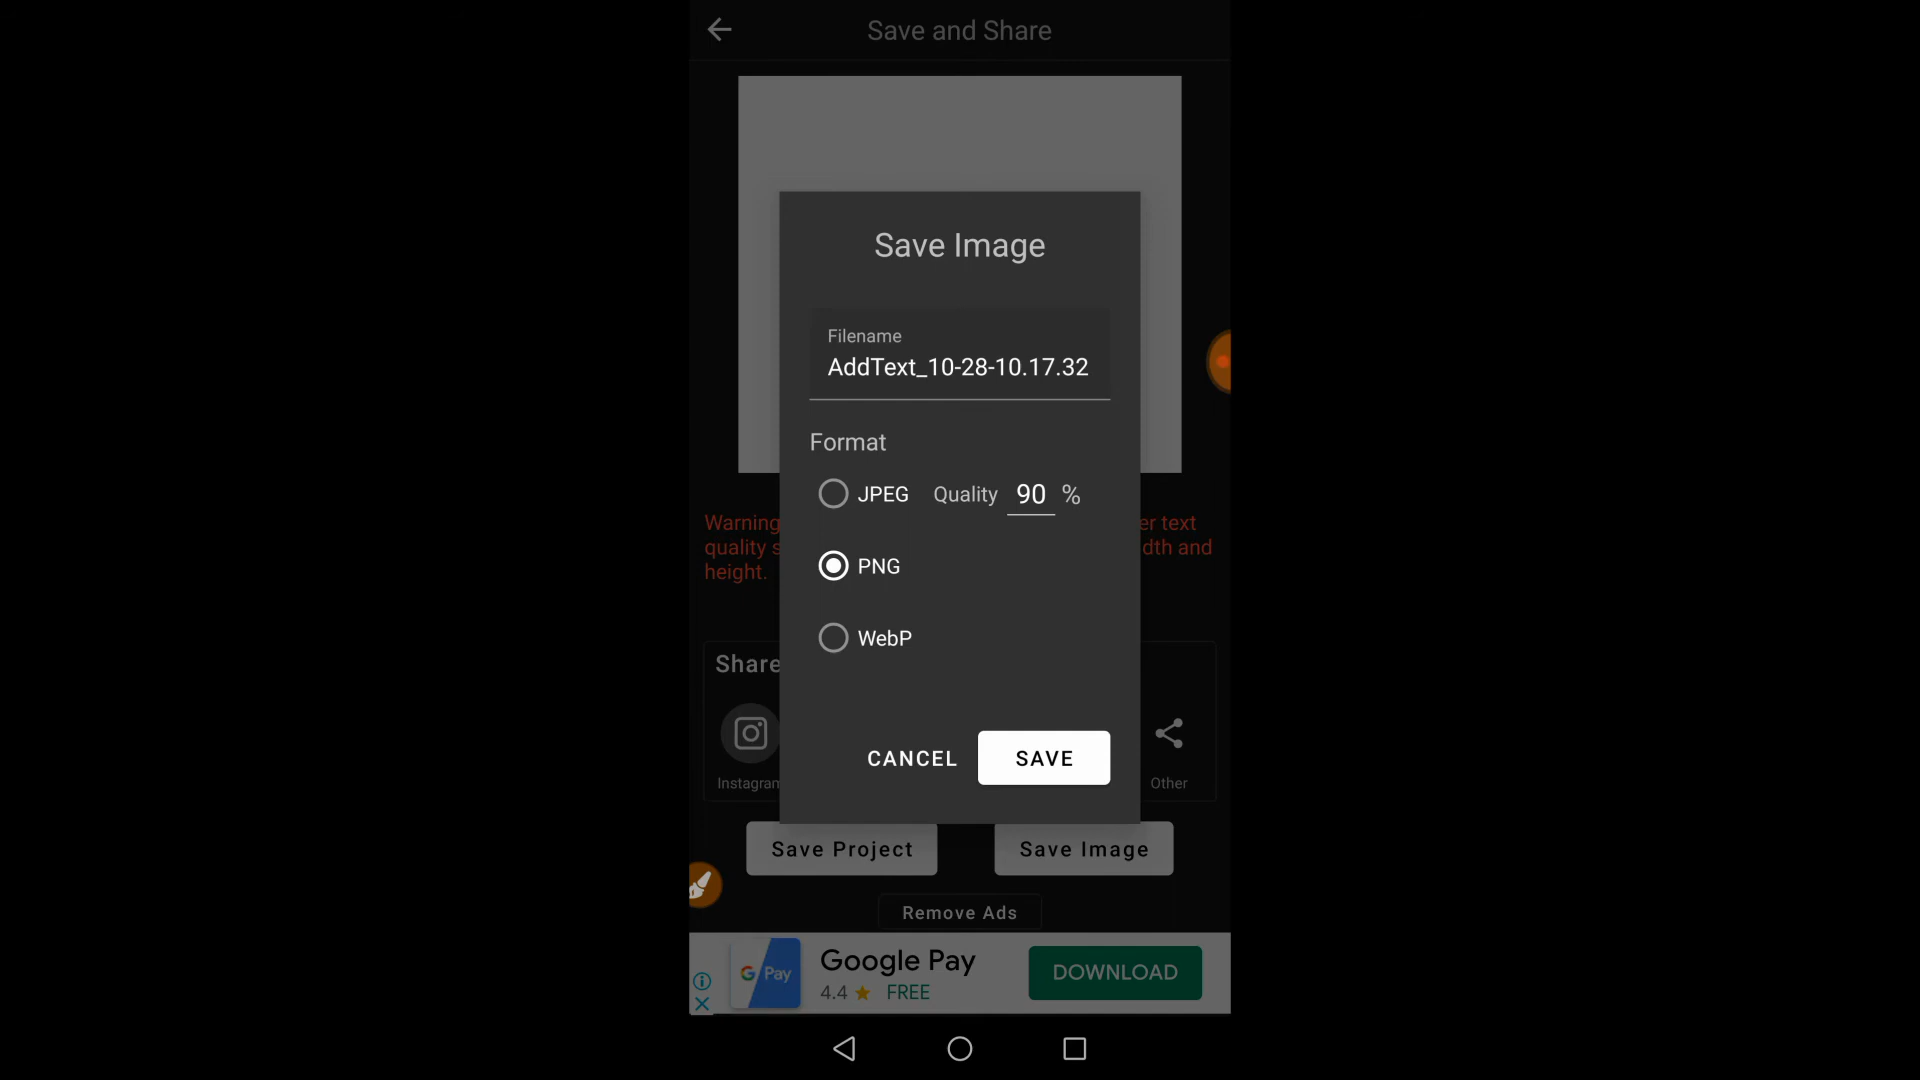 Save and Share
Save Image
Filename
AddText_10-28-10.17.32
Format
JPEG Quality 90 %
Warning er text
quality s dth and
height.
PNG
WebP
Share
CANCEL SAVE
Instagram Other
Save Project Save Image
Remove Ads
G Pay Google Pay DOWNLOAD
4.4 FREE